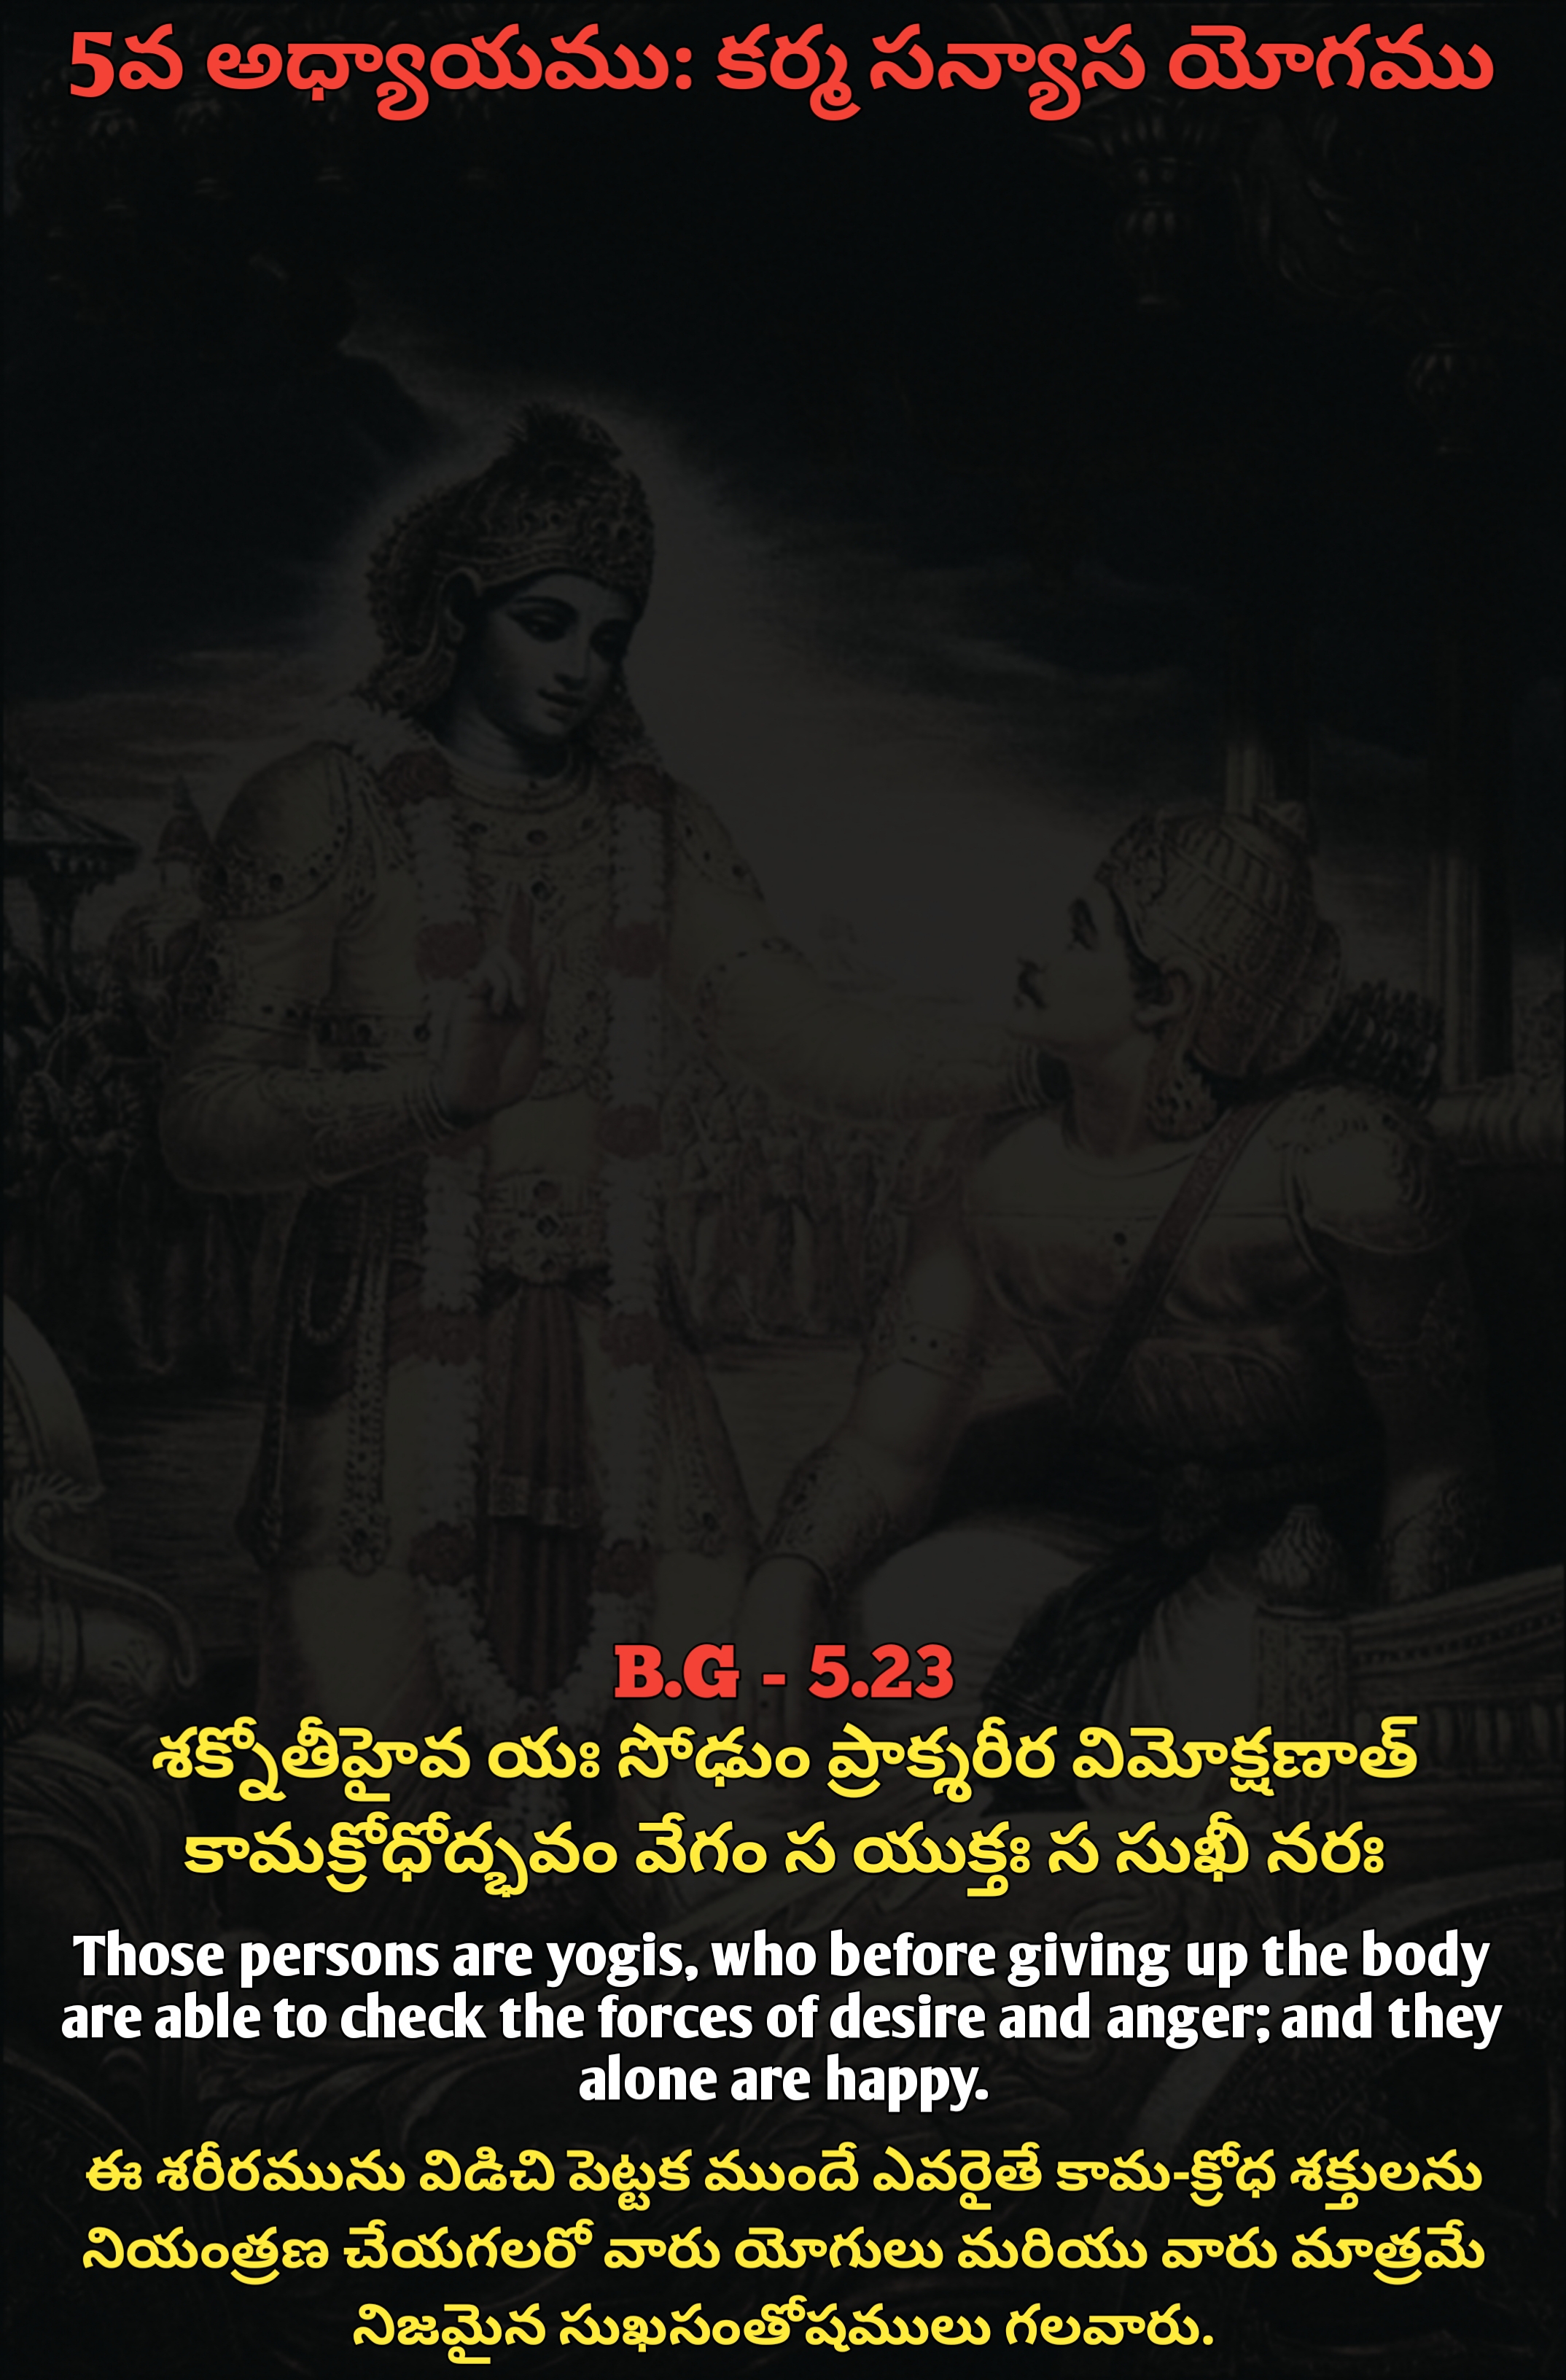 5వ అధ్యాయము: కర్మ సన్యాస యోగము
B.G - 5.23
శక్నోతీహైవ యః సోఢుం ప్రాక్శరీర విమోక్షణాత్
కామక్రోధోద్భవం వేగం స యుక్తః స సుఖీ నరః
Those persons are yogis, who before giving up the body
are able to check the forces of desire and anger; and they
alone are happy.
ఈ శరీరమును విడిచి పెట్టక ముందే ఎవరైతే కామ-క్రోధ శక్తులను
నియంత్రణ చేయగలరో వారు యోగులు మరియు వారు మాత్రమే
నిజమైన సుఖసంతోషములు గలవారు.